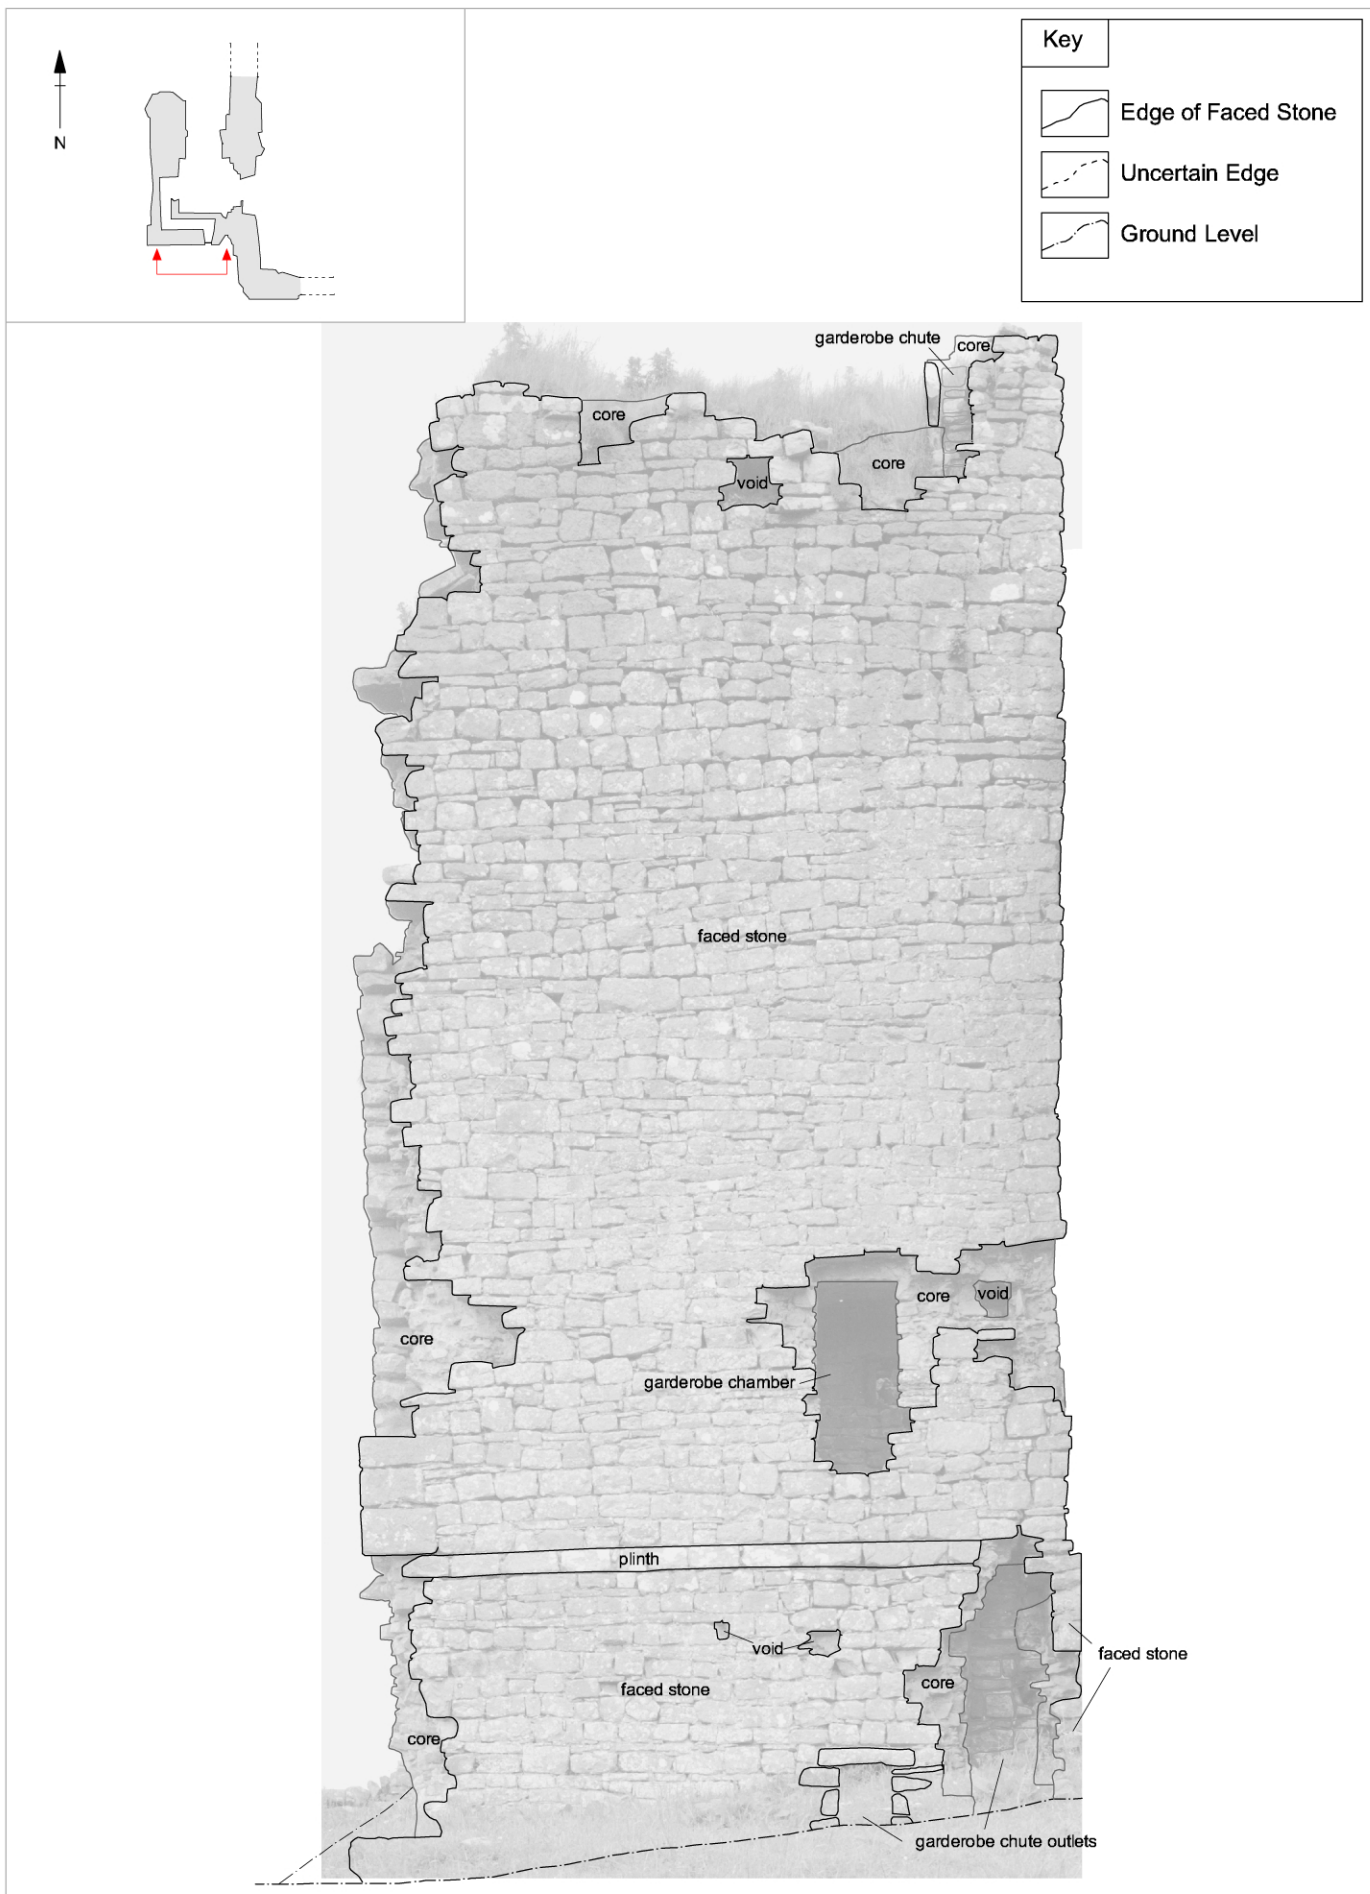 N
Key
Edge of Faced Stone
Uncertain Edge
Ground Level
garderobe chute
core
core
core
void
faced stone
core
void
core
garderobe chamber
plinth
void
faced stone
core
faced stone
core
garderobe chute outlets